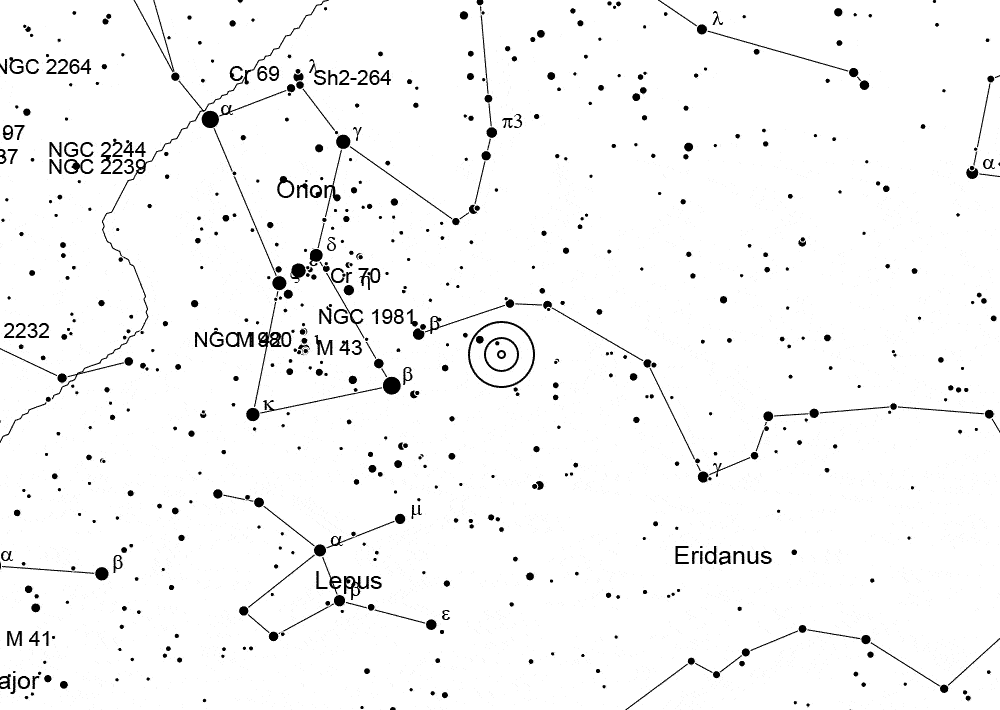 λ
NGC 2264
Cr 69
λ
Sh2-264
α
97
37
NGC 2244
NGC 2239
γ
π3
α
Orion
δ
Cr 70
η
NGC 1981
β
2232
M 43
β
κ
γ
μ
α
α
β
Eridanus
Lepus
β
ε
M 41
ajor